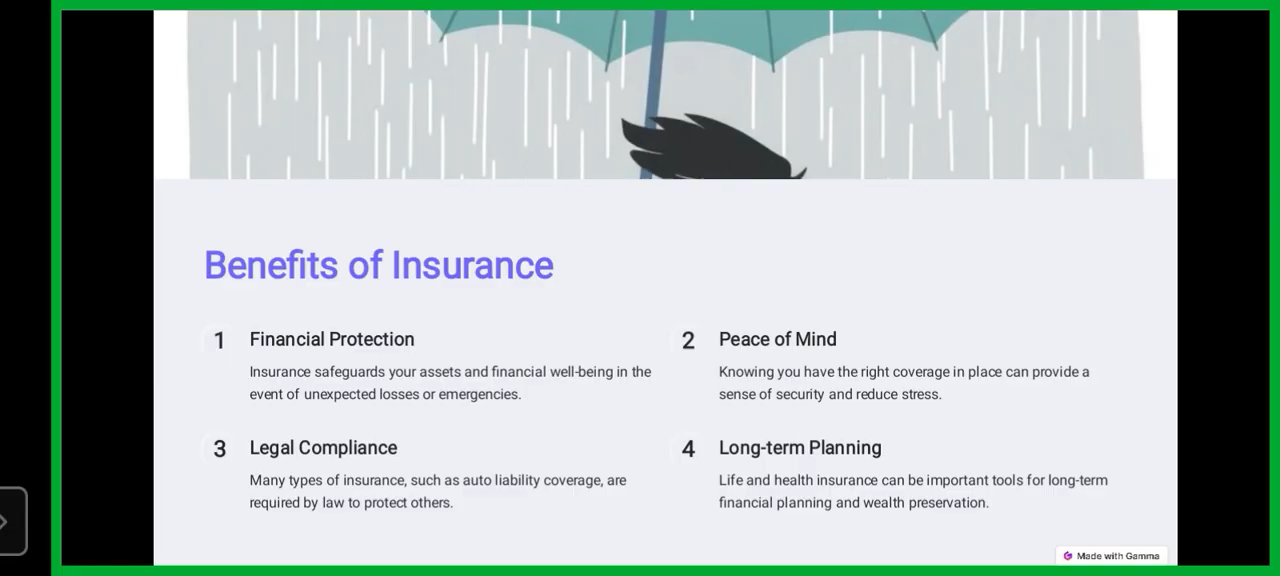 Benefits of Insurance
1 Financial Protection
Insurance safeguards your assets and financial well-being in the
event of unexpected losses or emergencies.
2 Peace of Mind
Knowing you have the right coverage in place can provide a
sense of security and reduce stress.
3 Legal Compliance
Many types of insurance, such as auto liability coverage, are
required by law to protect others.
4 Long-term Planning
Life and health insurance can be important tools for long-term
financial planning and wealth preservation.
Made with Gamma